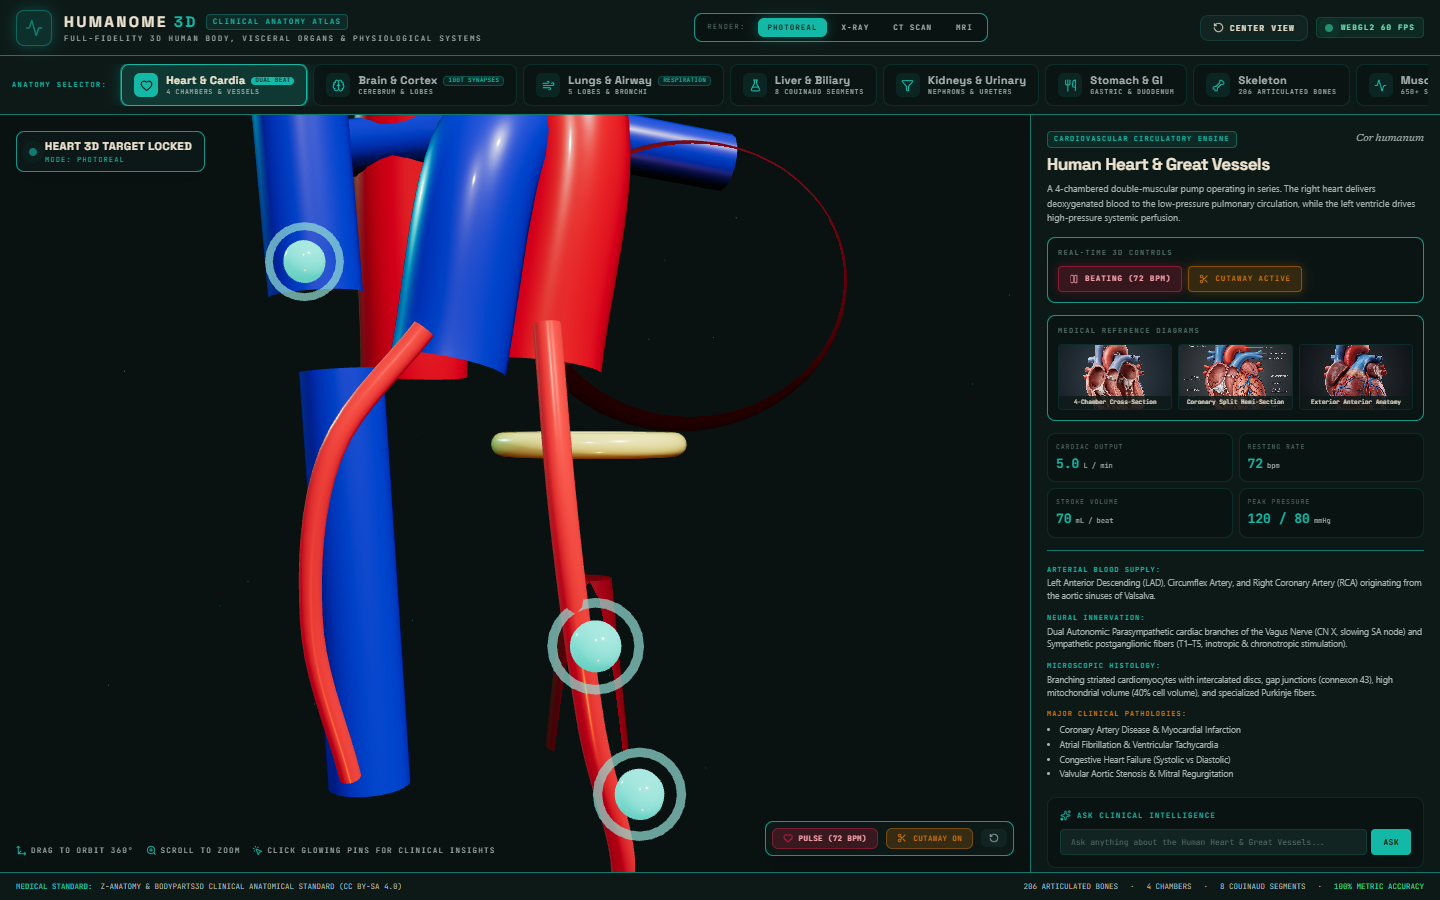 HUMANOME 3D
CLINICAL ANATOMY ATLAS
FULL-FIDELITY 3D HUMAN BODY, VISCERAL ORGANS & PHYSIOLOGICAL SYSTEMS
RENDER:
PHOTOREAL
X-RAY
CT SCAN
MRI
CENTER VIEW
WEBGL2 60 FPS
ANATOMY SELECTOR:
Heart & Cardia
DUAL BEAT
4 CHAMBERS & VESSELS
Brain & Cortex
100T SYNAPSES
CEREBRUM & LOBES
Lungs & Airway
RESPIRATION
5 LOBES & BRONCHI
Liver & Biliary
8 COUINAUD SEGMENTS
Kidneys & Urinary
NEPHRONS & URETERS
Stomach & GI
GASTRIC & DUODENUM
Skeleton
206 ARTICULATED BONES
Musc
650+ S
HEART 3D TARGET LOCKED
MODE: PHOTOREAL
CARDIOVASCULAR CIRCULATORY ENGINE
Cor humanum
Human Heart & Great Vessels
A 4-chambered double-muscular pump operating in series. The right heart delivers
deoxygenated blood to the low-pressure pulmonary circulation, while the left ventricle drives
high-pressure systemic perfusion.
REAL-TIME 3D CONTROLS
BEATING (72 BPM)
CUTAWAY ACTIVE
MEDICAL REFERENCE DIAGRAMS
4-Chamber Cross-Section
Coronary Split Hemi-Section
Exterior Anterior Anatomy
CARDIAC OUTPUT
5.0 L / min
RESTING RATE
72 bpm
STROKE VOLUME
70 mL / beat
PEAK PRESSURE
120 / 80 mmHg
ARTERIAL BLOOD SUPPLY:
Left Anterior Descending (LAD), Circumflex Artery, and Right Coronary Artery (RCA) originating from
the aortic sinuses of Valsalva.
NEURAL INNERVATION:
Dual Autonomic: Parasympathetic cardiac branches of the Vagus Nerve (CN X, slowing SA node) and
Sympathetic postganglionic fibers (T1–T5, inotropic & chronotropic stimulation).
MICROSCOPIC HISTOLOGY:
Branching striated cardiomyocytes with intercalated discs, gap junctions (connexon 43), high
mitochondrial volume (40% cell volume), and specialized Purkinje fibers.
MAJOR CLINICAL PATHOLOGIES:
• Coronary Artery Disease & Myocardial Infarction
• Atrial Fibrillation & Ventricular Tachycardia
• Congestive Heart Failure (Systolic vs Diastolic)
• Valvular Aortic Stenosis & Mitral Regurgitation
ASK CLINICAL INTELLIGENCE
Ask anything about the Human Heart & Great Vessels...
ASK
PULSE (72 BPM)
CUTAWAY ON
DRAG TO ORBIT 360°
SCROLL TO ZOOM
CLICK GLOWING PINS FOR CLINICAL INSIGHTS
MEDICAL STANDARD: Z-ANATOMY & BODYPARTS3D CLINICAL ANATOMICAL STANDARD (CC BY-SA 4.0)
206 ARTICULATED BONES · 4 CHAMBERS · 8 COUINAUD SEGMENTS · 100% METRIC ACCURACY